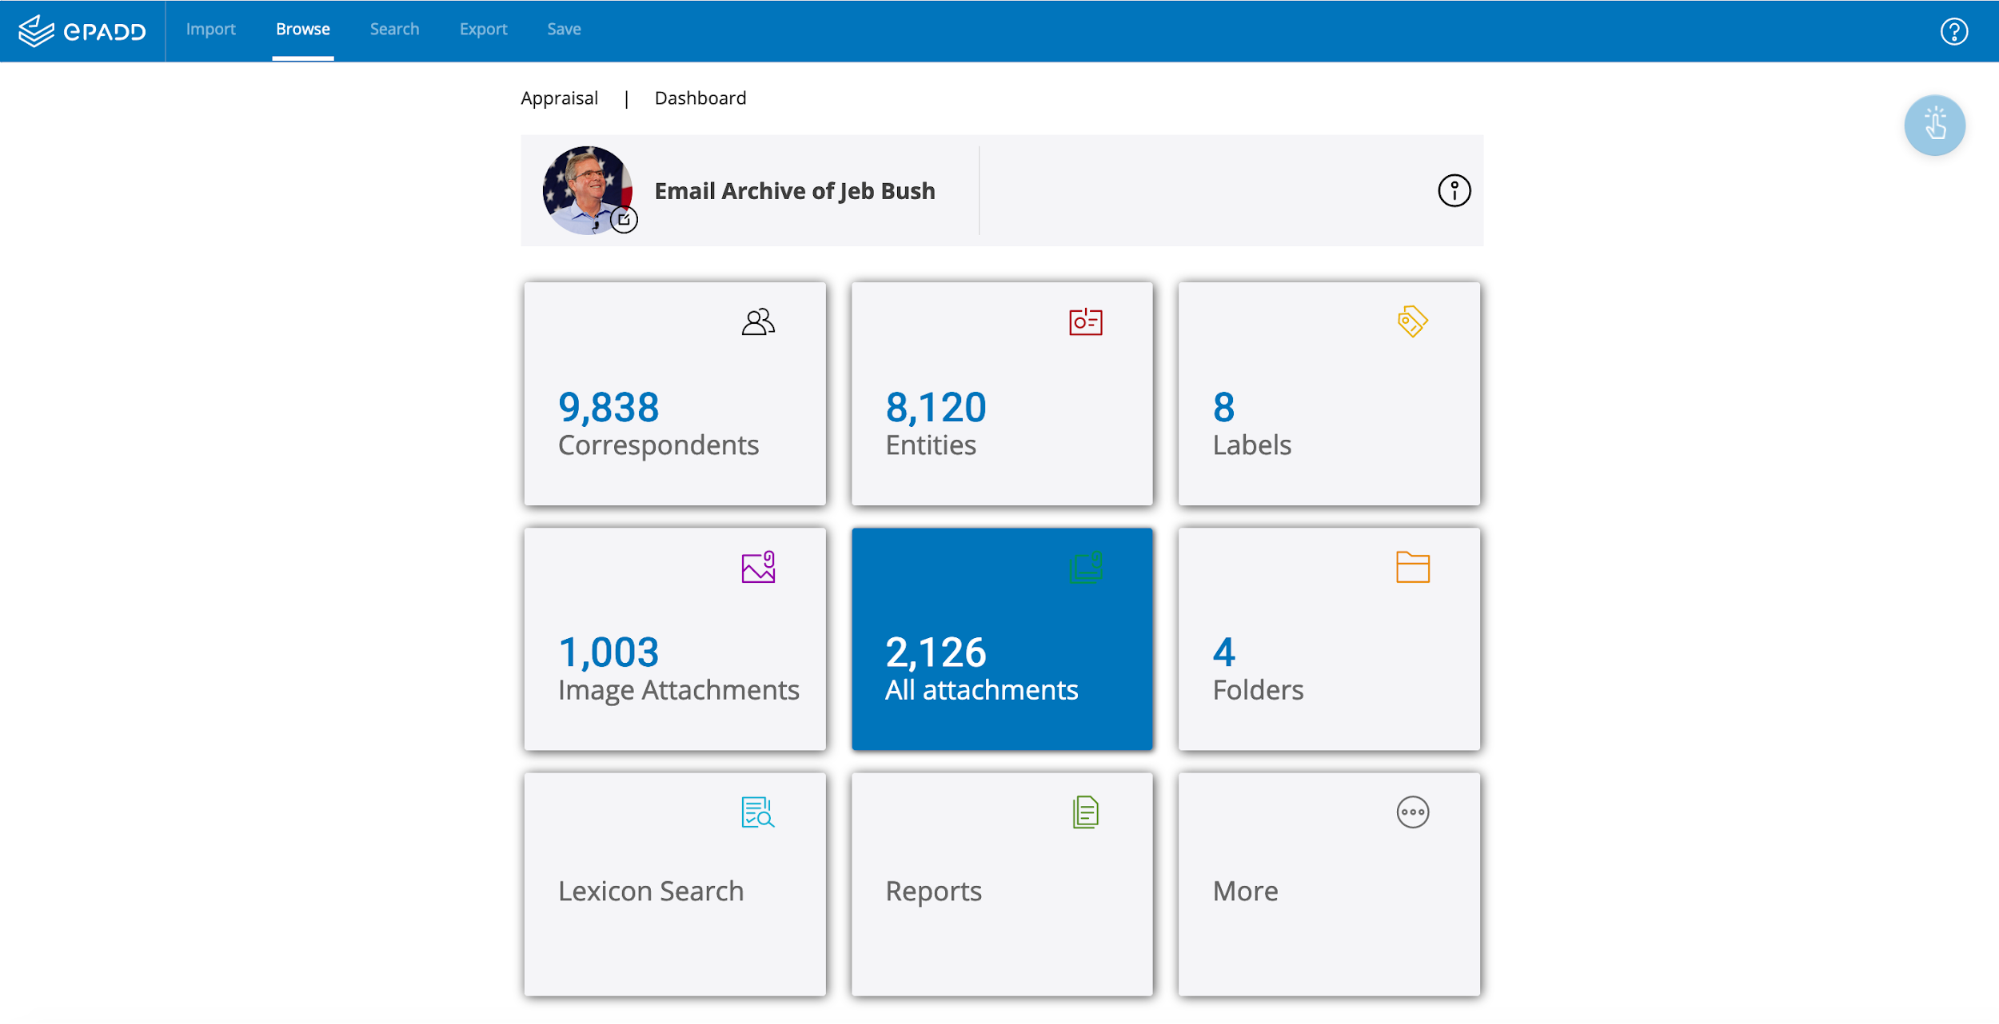 ePADD Import Browse Search Export Save
Appraisal | Dashboard
Email Archive of Jeb Bush
9,838
Correspondents
8,120
Entities
8
Labels
1,003
Image Attachments
2,126
All attachments
4
Folders
Lexicon Search
Reports
More